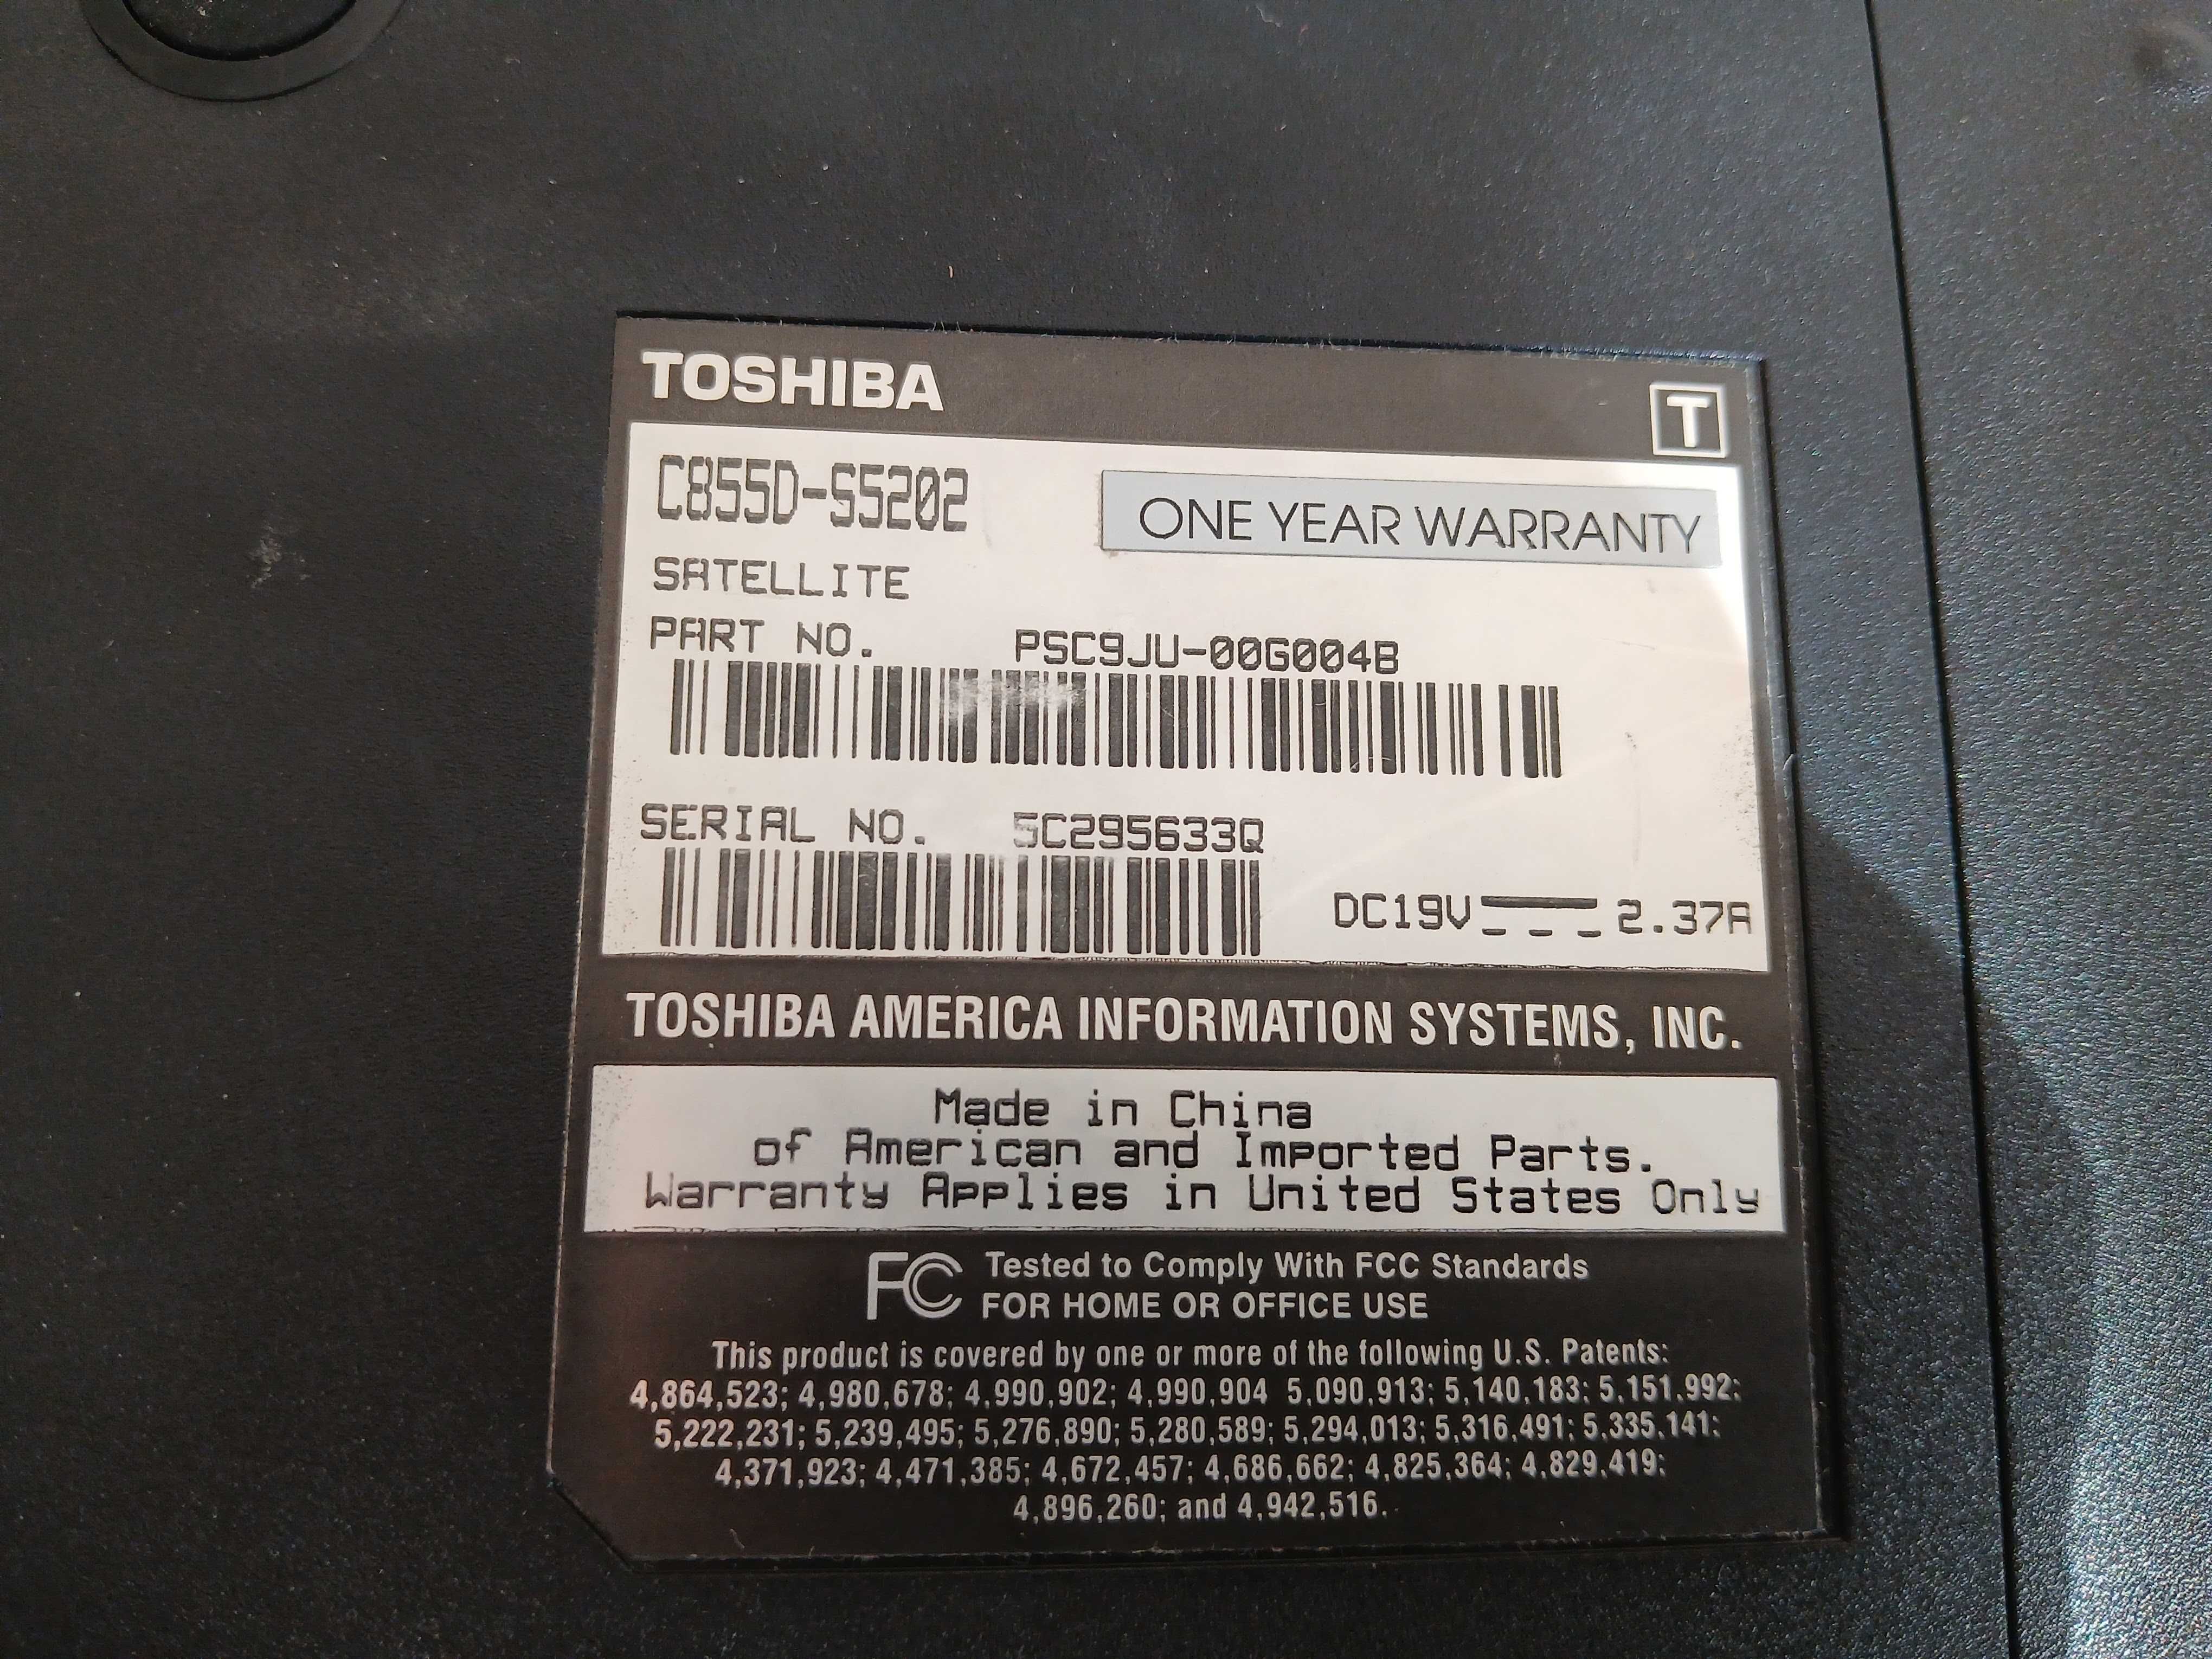 TOSHIBA
T
C855D-S5202
ONE YEAR WARRANTY
SATELLITE
PART NO. PSC9JU-00G004B
SERIAL NO. 5C295633Q
DC19V 2.37A
TOSHIBA AMERICA INFORMATION SYSTEMS, INC.
Made in China
of American and Imported Parts.
Warranty Applies in United States Only
FC Tested to Comply With FCC Standards
FOR HOME OR OFFICE USE
This product is covered by one or more of the following U.S. Patents:
4,864,523; 4,980,678; 4,990,902; 4,990,904 5,090,913; 5,140,183; 5,151,992;
5,222,231; 5,239,495; 5,276,890; 5,280,589; 5,294,013; 5,316,491; 5,335,141;
4,371,923; 4,471,385; 4,672,457; 4,686,662; 4,825,364; 4,829,419;
4,896,260; and 4,942,516.